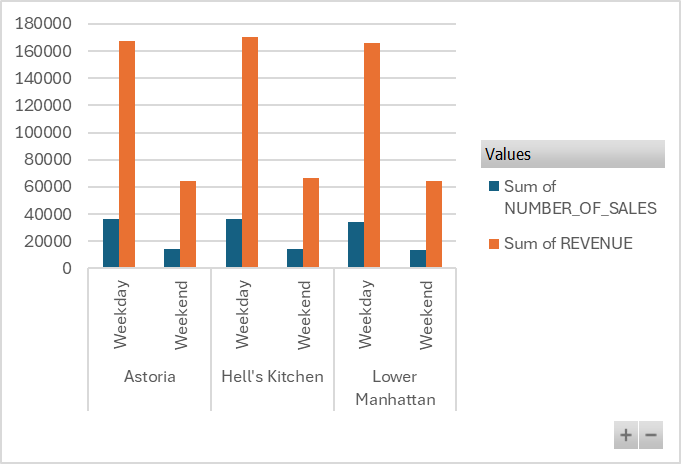 180000
160000
140000
120000
100000
80000
60000
40000
20000
0
Weekday
Weekend
Weekday
Weekend
Weekday
Weekend
Astoria
Hell's Kitchen
Lower
Manhattan
Values
Sum of
NUMBER_OF_SALES
Sum of REVENUE
+ −